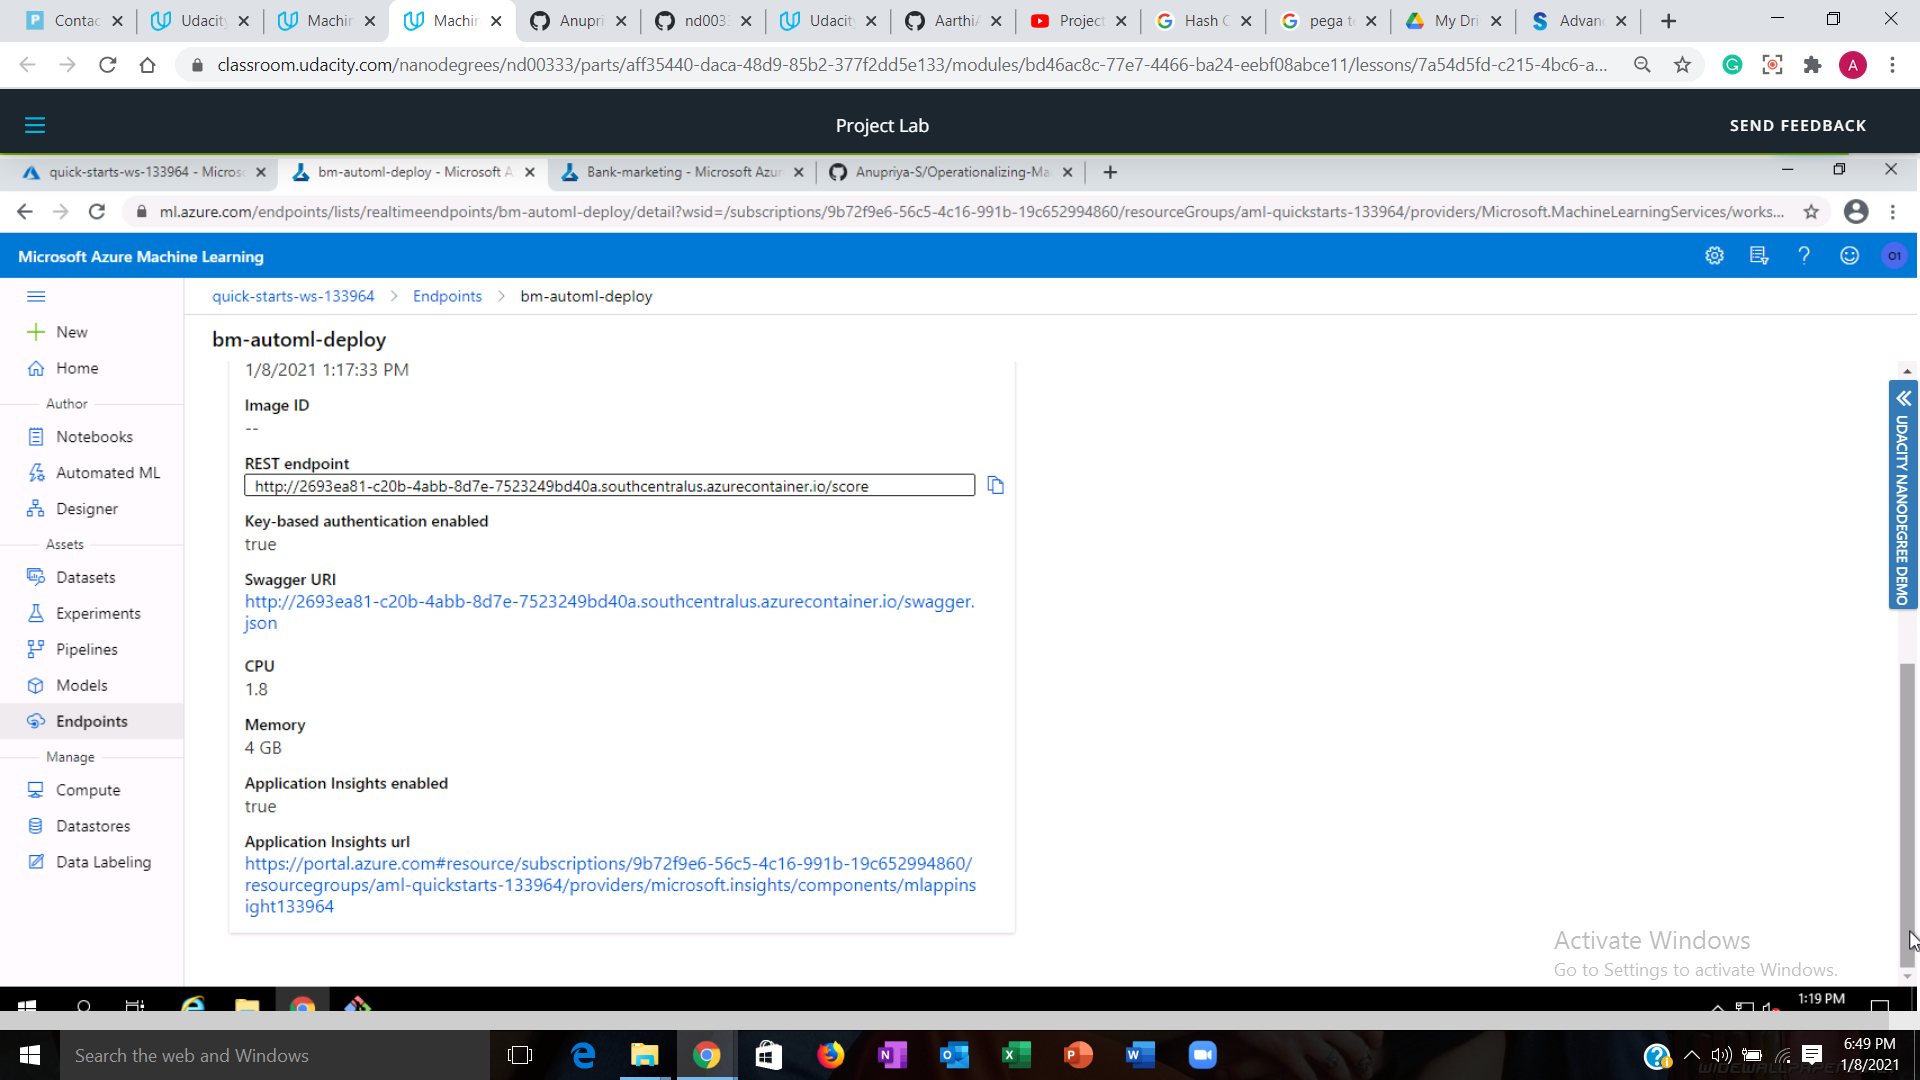 Contac
Udacity
Machin
Machin
Anupri
nd0033
Udacity
Aarthi
Project
Hash C
pega t
My Dri
Advan
classroom.udacity.com/nanodegrees/nd00333/parts/aff35440-daca-48d9-85b2-377f2dd5e133/modules/bd46ac8c-77e7-4466-ba24-eebf08abce11/lessons/7a54d5fd-c215-4bc6-a...
A
Project Lab
SEND FEEDBACK
quick-starts-ws-133964 - Micros
bm-automl-deploy - Microsoft A
Bank-marketing - Microsoft Azur
Anupriya-S/Operationalizing-Ma
ml.azure.com/endpoints/lists/realtimeendpoints/bm-automl-deploy/detail?wsid=/subscriptions/9b72f9e6-56c5-4c16-991b-19c652994860/resourceGroups/aml-quickstarts-133964/providers/Microsoft.MachineLearningServices/works...
Microsoft Azure Machine Learning
O1
quick-starts-ws-133964 > Endpoints > bm-automl-deploy
New
Home
Author
Notebooks
Automated ML
Designer
Assets
Datasets
Experiments
Pipelines
Models
Endpoints
Manage
Compute
Datastores
Data Labeling
bm-automl-deploy
1/8/2021 1:17:33 PM
Image ID
--
REST endpoint
http://2693ea81-c20b-4abb-8d7e-7523249bd40a.southcentralus.azurecontainer.io/score
Key-based authentication enabled
true
Swagger URI
http://2693ea81-c20b-4abb-8d7e-7523249bd40a.southcentralus.azurecontainer.io/swagger.
json
CPU
1.8
Memory
4 GB
Application Insights enabled
true
Application Insights url
https://portal.azure.com#resource/subscriptions/9b72f9e6-56c5-4c16-991b-19c652994860/
resourcegroups/aml-quickstarts-133964/providers/microsoft.insights/components/mlappins
ight133964
UDACITY NANODEGREE DEMO
Activate Windows
Go to Settings to activate Windows.
1:19 PM
Search the web and Windows
6:49 PM
1/8/2021